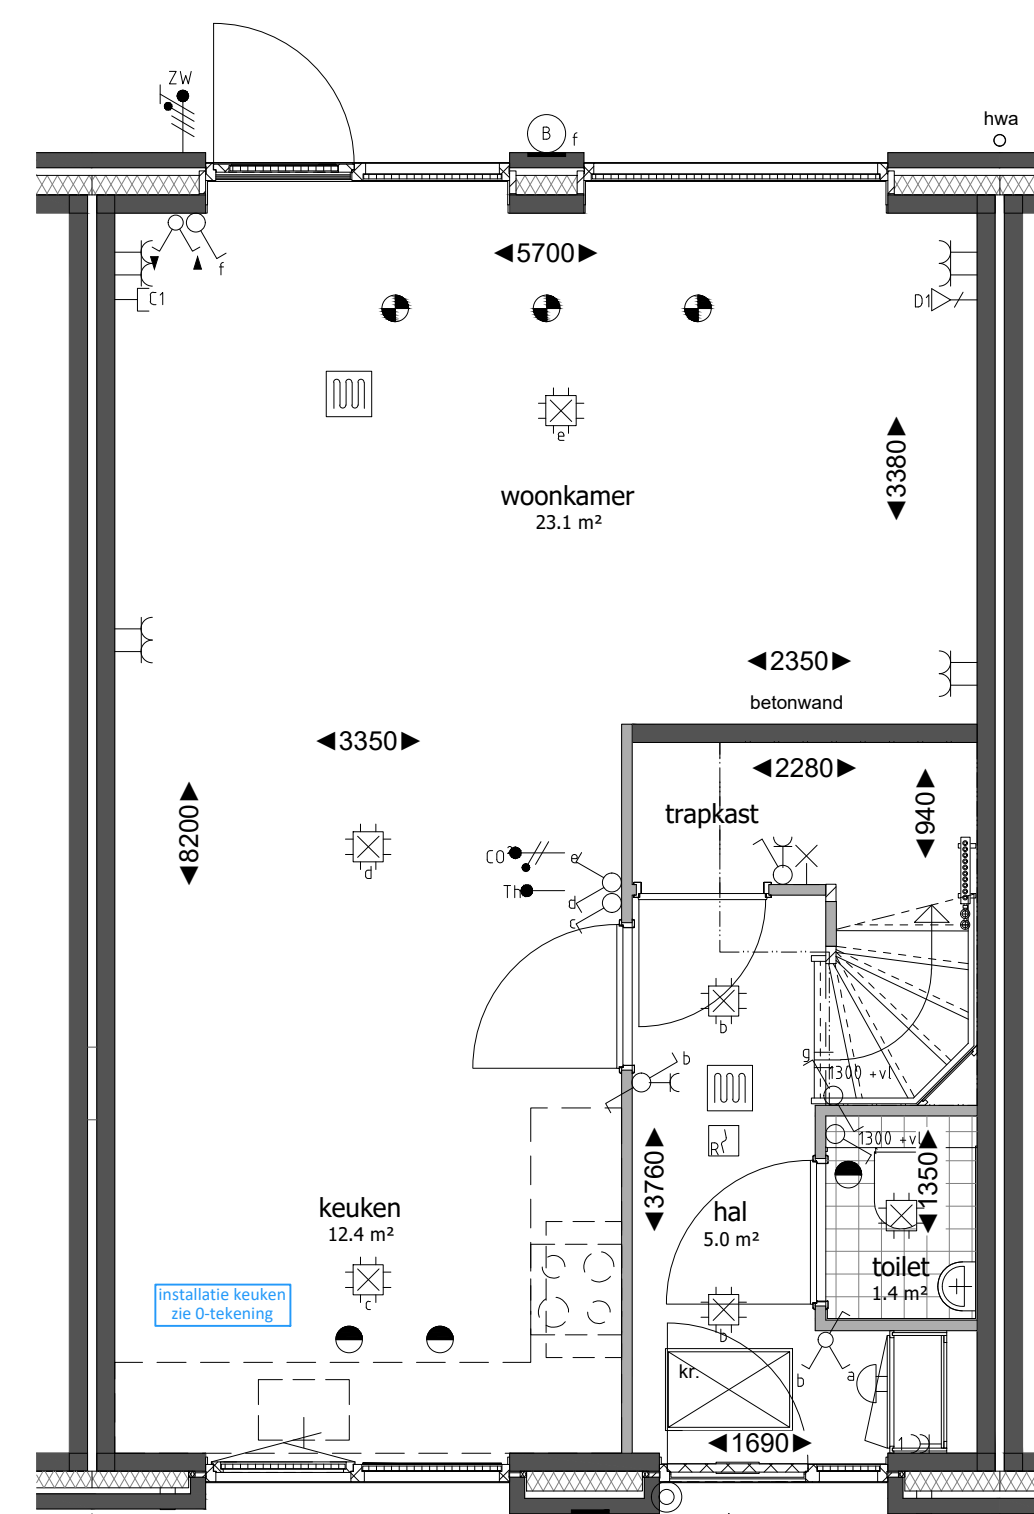 ZW
B
f
hwa
5700
f
C1
D1
e
3380
woonkamer
23.1 m²
2350
betonwand
3350
2280
8200
trapkast
940
d
CO²
e
Th
d
c
b
g
b
1300 +vl
R
1300 +vl
3760
1350
keuken
12.4 m²
hal
5.0 m²
toilet
1.4 m²
installatie keuken
zie 0-tekening
c
b
kr.
b
a
1690
1